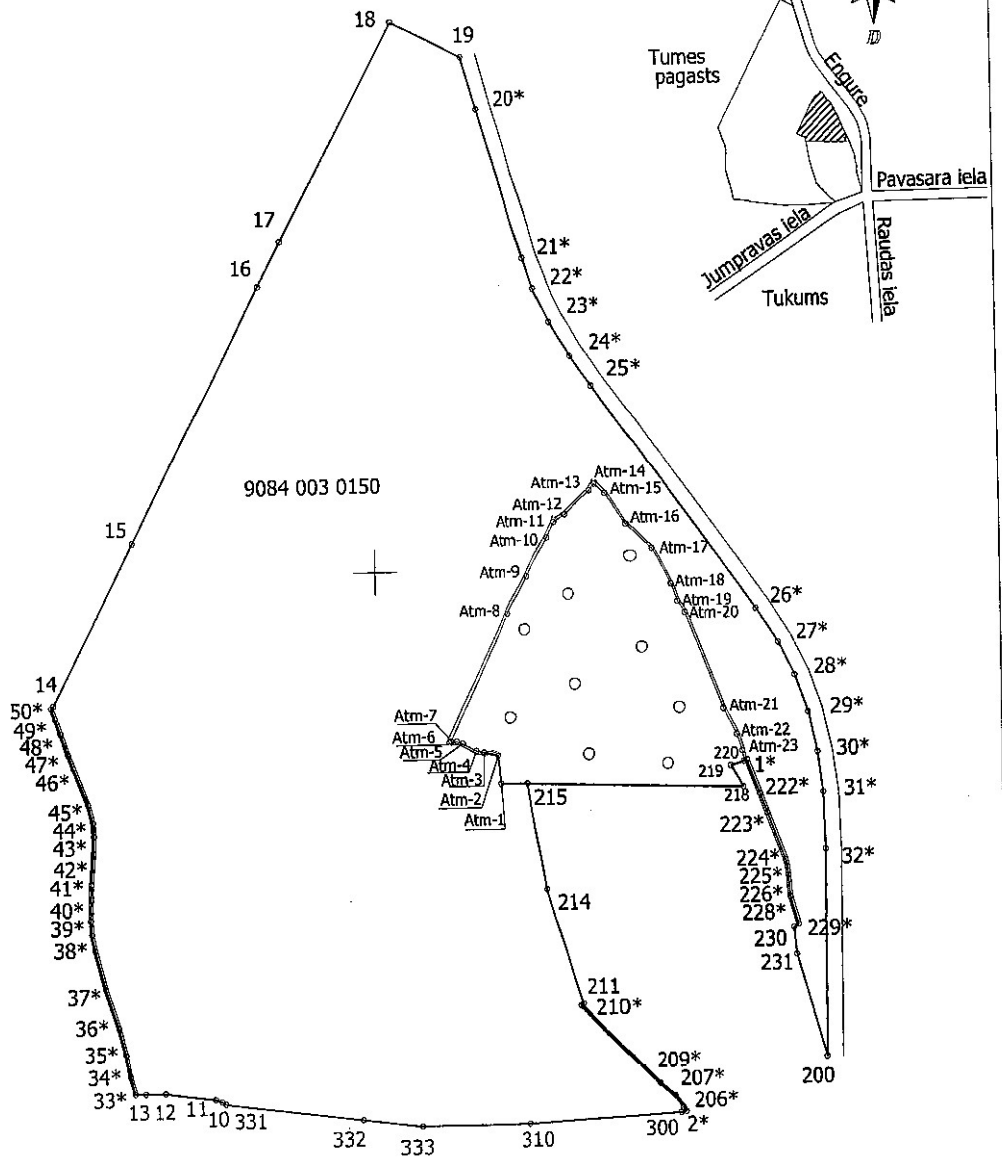 18
19
20*
D
Tumes
pagasts
Engure
Pavasara iela
Jumpravas iela
Raudas iela
Tukums
17
16
21*
22*
23*
24*
25*
9084 003 0150
15
Atm-14
Atm-13
Atm-15
Atm-12
Atm-11
Atm-16
Atm-10
Atm-17
Atm-9
Atm-18
Atm-8
Atm-19
Atm-20
26*
27*
28*
14
50*
49*
48*
47*
46*
45*
44*
43*
42*
41*
40*
39*
38*
37*
36*
35*
34*
33*
Atm-7
Atm-6
Atm-5
Atm-4
Atm-3
Atm-2
Atm-1
Atm-21
Atm-22
Atm-23
29*
30*
31*
32*
220
1*
219
218
222*
223*
224*
225*
226*
228*
229*
230
231
200
215
214
211
210*
209*
207*
206*
2*
300
310
333
332
331
10
11
12
13